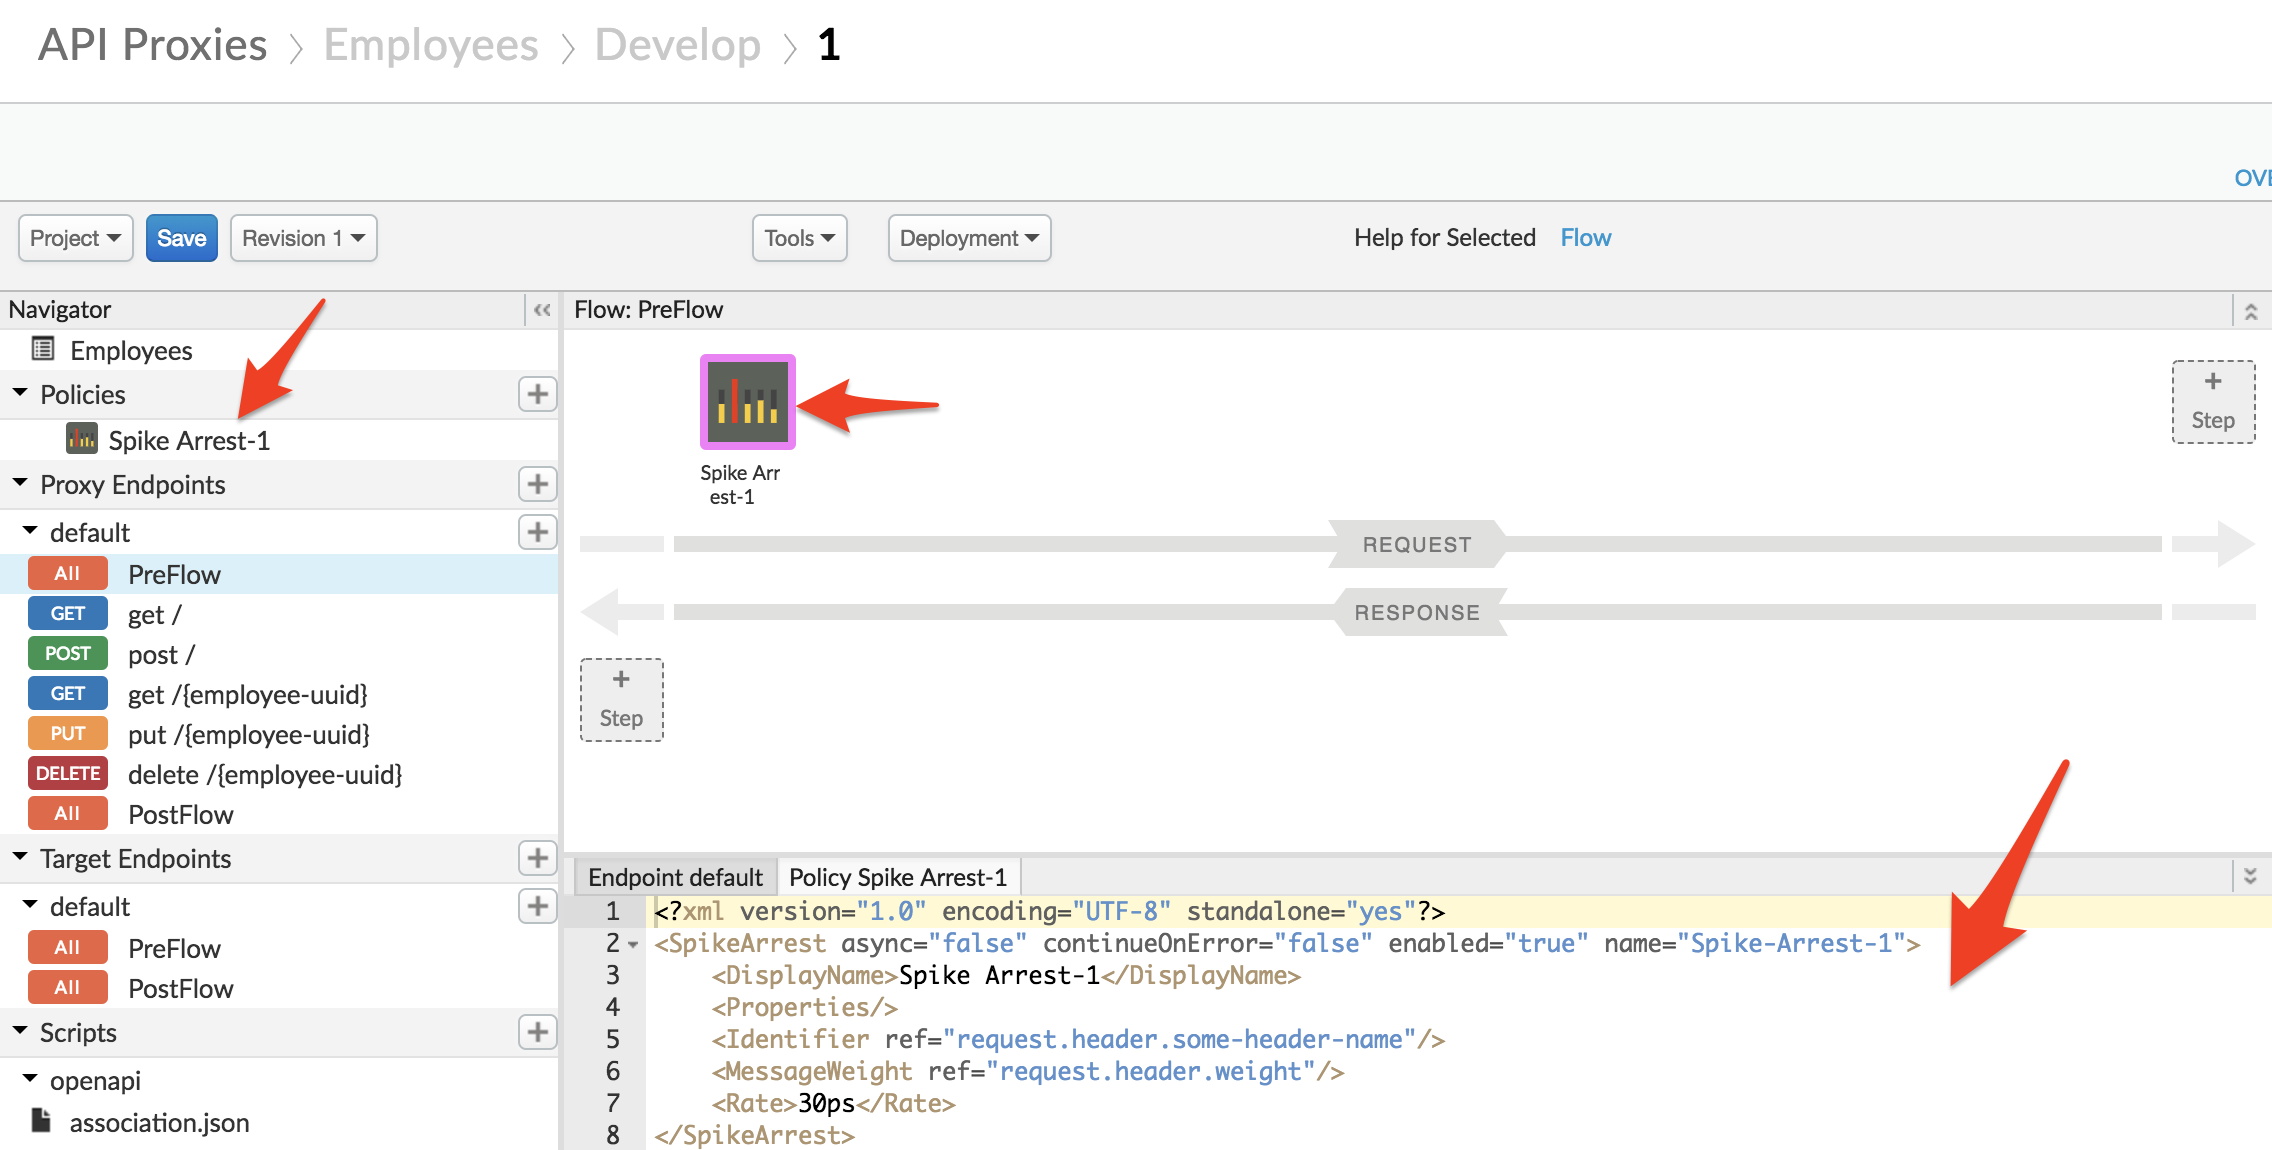 API Proxies > Employees > Develop > 1
OVE
Project Save Revision 1 Tools Deployment Help for Selected Flow
Navigator «
Employees
Policies +
Spike Arrest-1
Proxy Endpoints +
default +
All PreFlow
GET get /
POST post /
GET get /{employee-uuid}
PUT put /{employee-uuid}
DELETE delete /{employee-uuid}
All PostFlow
Target Endpoints +
default +
All PreFlow
All PostFlow
Scripts +
openapi
association.json
Flow: PreFlow
Spike Arr
est-1
+
Step
REQUEST
RESPONSE
+
Step
Endpoint default Policy Spike Arrest-1
1 <?xml version="1.0" encoding="UTF-8" standalone="yes"?>
2 <SpikeArrest async="false" continueOnError="false" enabled="true" name="Spike-Arrest-1">
3 <DisplayName>Spike Arrest-1</DisplayName>
4 <Properties/>
5 <Identifier ref="request.header.some-header-name"/>
6 <MessageWeight ref="request.header.weight"/>
7 <Rate>30ps</Rate>
8 </SpikeArrest>